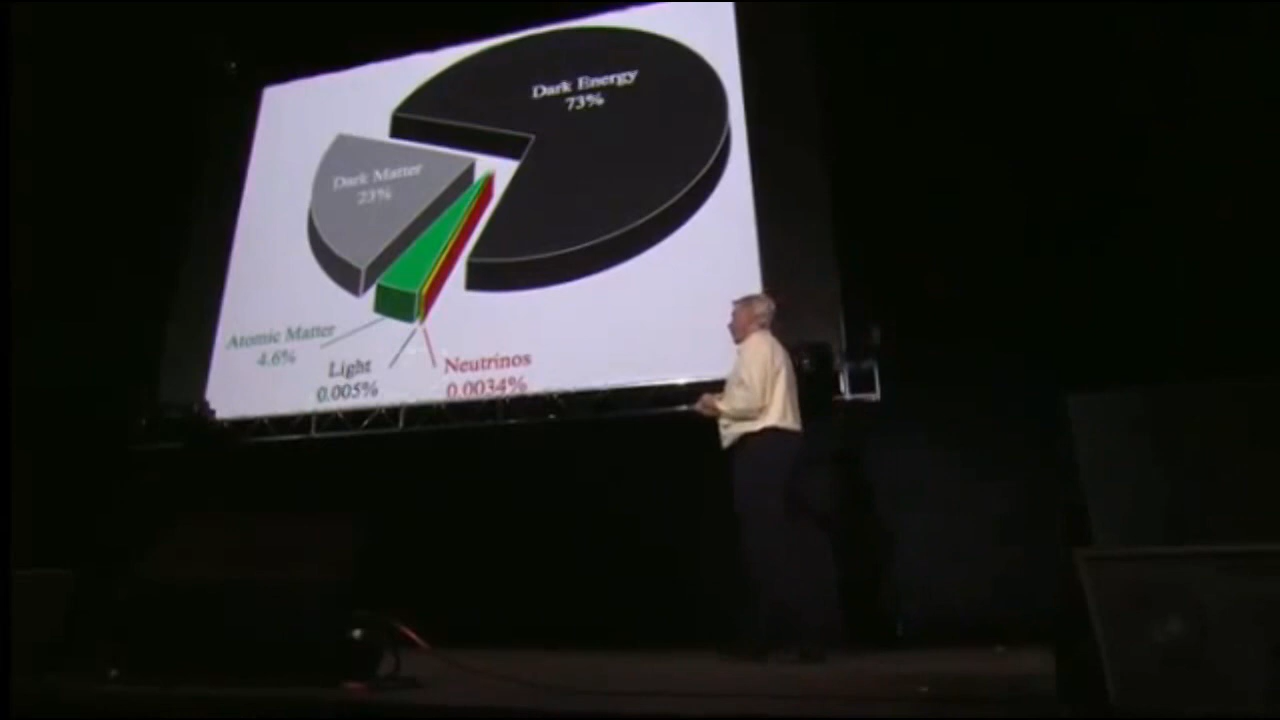 Dark Energy
73%
Dark Matter
23%
Atomic Matter
4.6%
Light
0.005%
Neutrinos
0.0034%